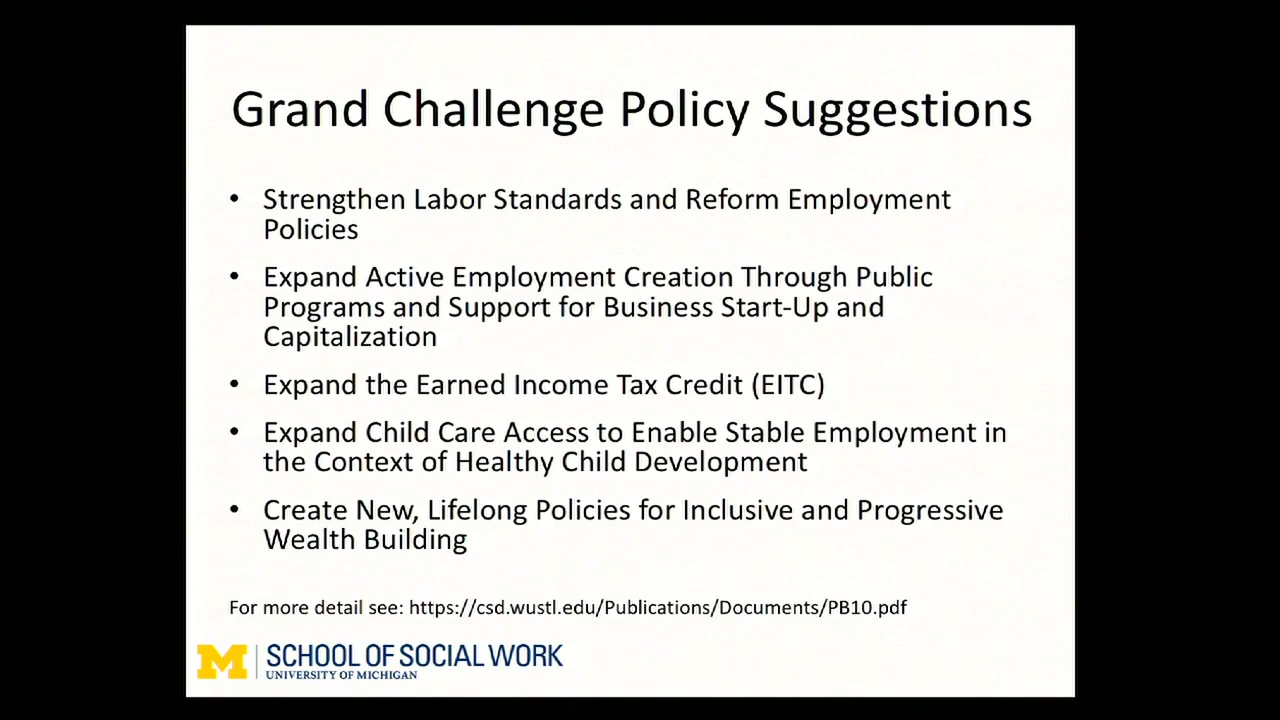 Grand Challenge Policy Suggestions
• Strengthen Labor Standards and Reform Employment
Policies
• Expand Active Employment Creation Through Public
Programs and Support for Business Start-Up and
Capitalization
• Expand the Earned Income Tax Credit (EITC)
• Expand Child Care Access to Enable Stable Employment in
the Context of Healthy Child Development
• Create New, Lifelong Policies for Inclusive and Progressive
Wealth Building
For more detail see: https://csd.wustl.edu/Publications/Documents/PB10.pdf
M SCHOOL OF SOCIAL WORK
UNIVERSITY OF MICHIGAN